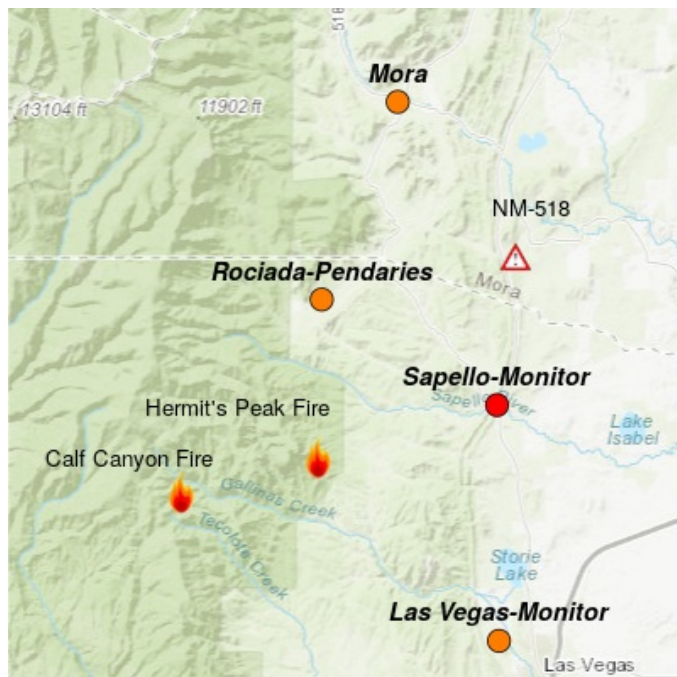 518
Mora
13104 ft
11902 ft
NM-518
Rociada-Pendaries
Mora
Sapello-Monitor
Sapello River
Hermit's Peak Fire
Lake
Isabel
Calf Canyon Fire
Gallinas Creek
Tecolote Creek
Storie
Lake
Las Vegas-Monitor
Las Vegas